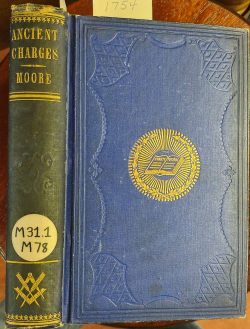 1754
ANCIENT
CHARGES
MOORE
M31.1
M78